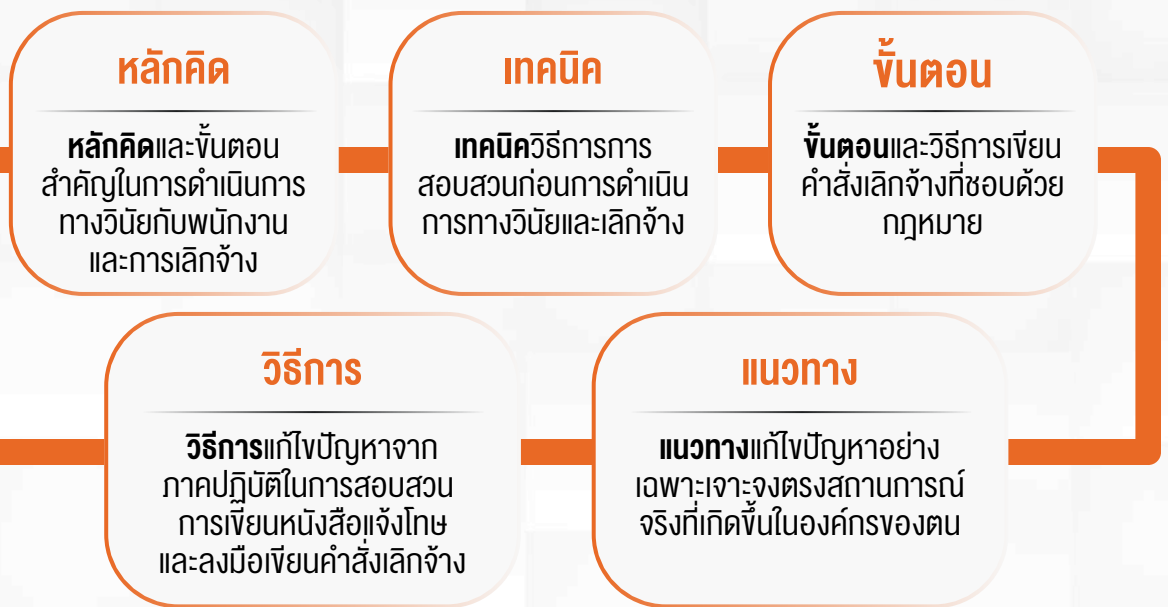 หลักคิด
หลักคิดและขั้นตอน
สำคัญในการดำเนินการ
ทางวินัยกับพนักงาน
และการเลิกจ้าง
เทคนิค
เทคนิควิธีการการ
สอบสวนก่อนการดำเนิน
การทางวินัยและเลิกจ้าง
ขั้นตอน
ขั้นตอนและวิธีการเขียน
คำสั่งเลิกจ้างที่ชอบด้วย
กฎหมาย
วิธีการ
วิธีการแก้ไขปัญหาจาก
ภาคปฏิบัติในการสอบสวน
การเขียนหนังสือแจ้งโทษ
และลงมือเขียนคำสั่งเลิกจ้าง
แนวทาง
แนวทางแก้ไขปัญหาอย่าง
เฉพาะเจาะจงตรงสถานการณ์
จริงที่เกิดขึ้นในองค์กรของตน